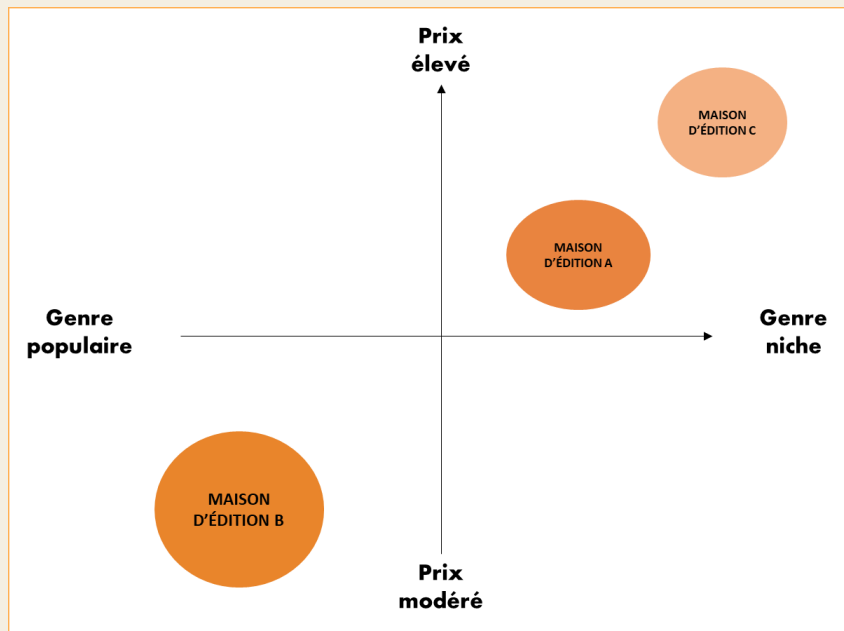 Prix
élevé
MAISON
D'ÉDITION C
MAISON
D'ÉDITION A
Genre
populaire
Genre
niche
MAISON
D'ÉDITION B
Prix
modéré